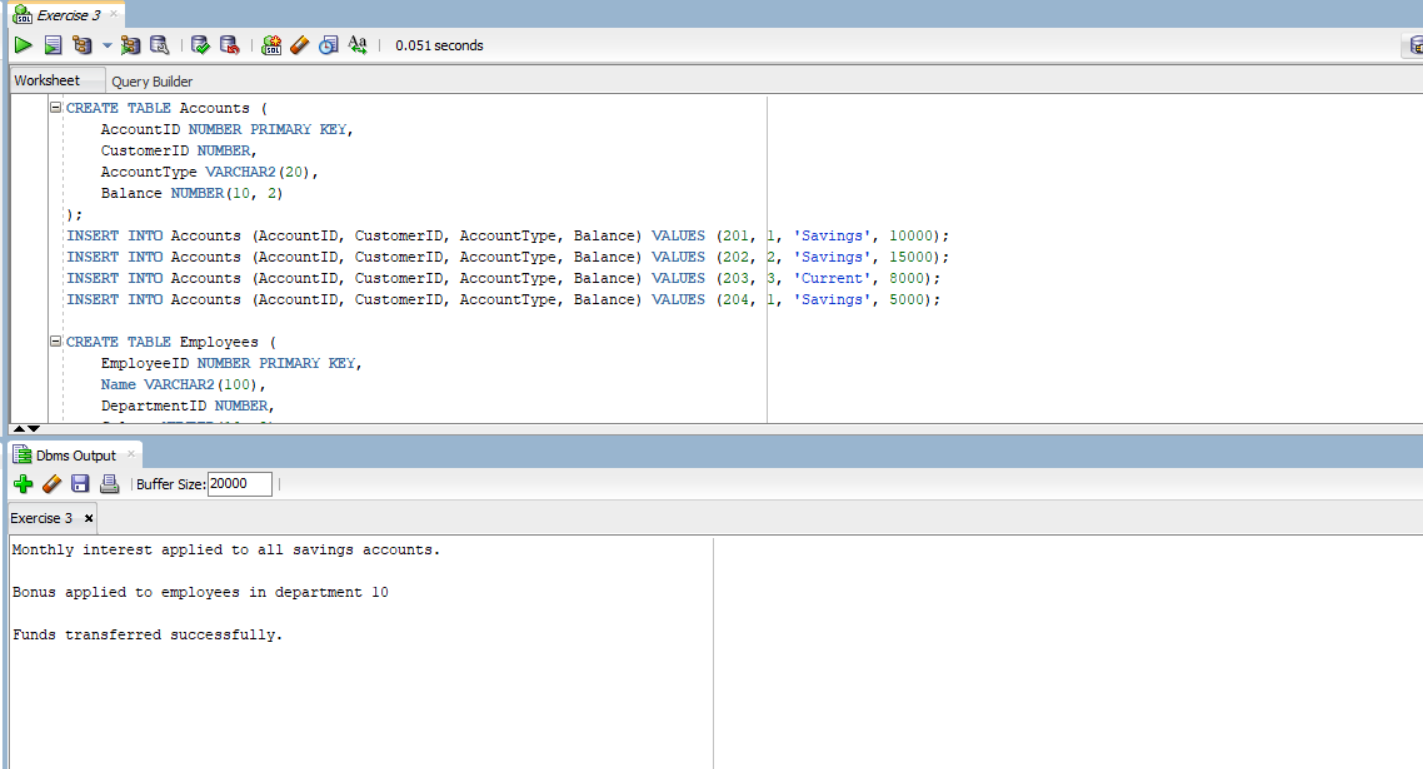 Exercise 3
0.051 seconds
Worksheet Query Builder
CREATE TABLE Accounts (
    AccountID NUMBER PRIMARY KEY,
    CustomerID NUMBER,
    AccountType VARCHAR2(20),
    Balance NUMBER(10, 2)
);
INSERT INTO Accounts (AccountID, CustomerID, AccountType, Balance) VALUES (201, 1, 'Savings', 10000);
INSERT INTO Accounts (AccountID, CustomerID, AccountType, Balance) VALUES (202, 2, 'Savings', 15000);
INSERT INTO Accounts (AccountID, CustomerID, AccountType, Balance) VALUES (203, 3, 'Current', 8000);
INSERT INTO Accounts (AccountID, CustomerID, AccountType, Balance) VALUES (204, 1, 'Savings', 5000);
CREATE TABLE Employees (
    EmployeeID NUMBER PRIMARY KEY,
    Name VARCHAR2(100),
    DepartmentID NUMBER,
Dbms Output
Buffer Size: 20000
Exercise 3
Monthly interest applied to all savings accounts.
Bonus applied to employees in department 10
Funds transferred successfully.